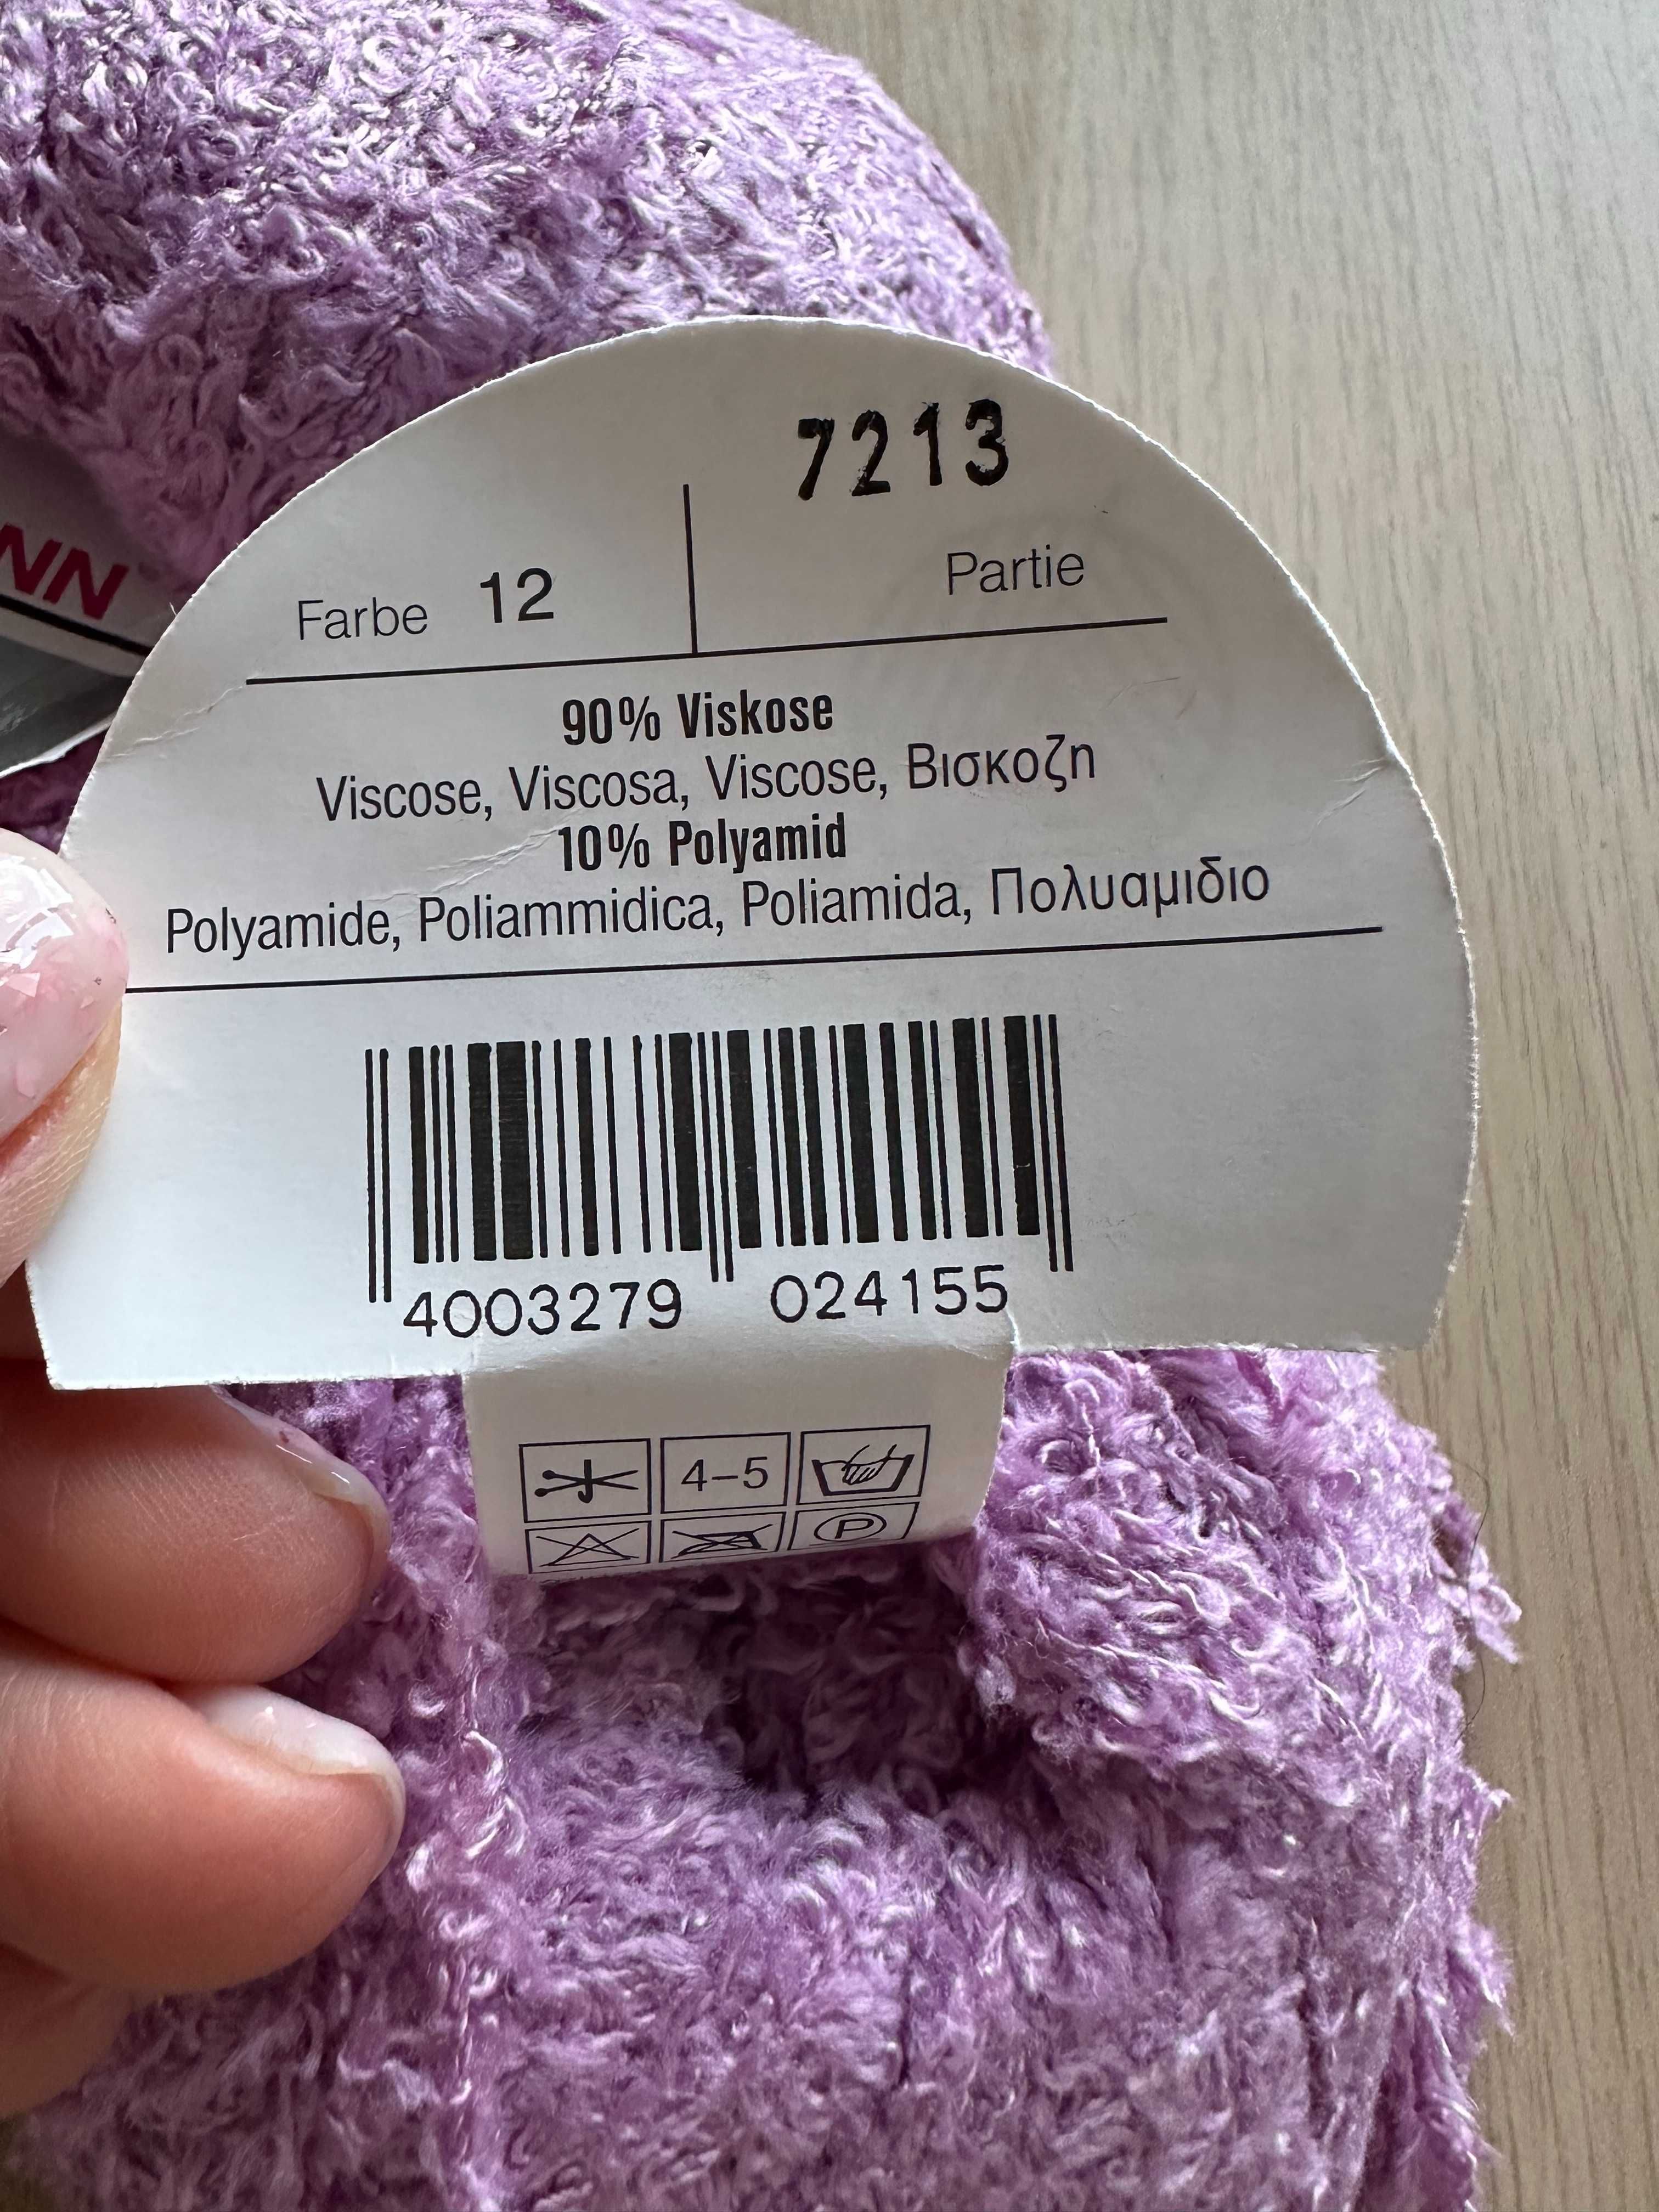 7213
Farbe 12
Partie
NN
90% Viskose
Viscose, Viscosa, Viscose, Βισκοζη
10% Polyamid
Polyamide, Poliammidica, Poliamida, Πολυαμιδιο
4003279 024155
4–5
P